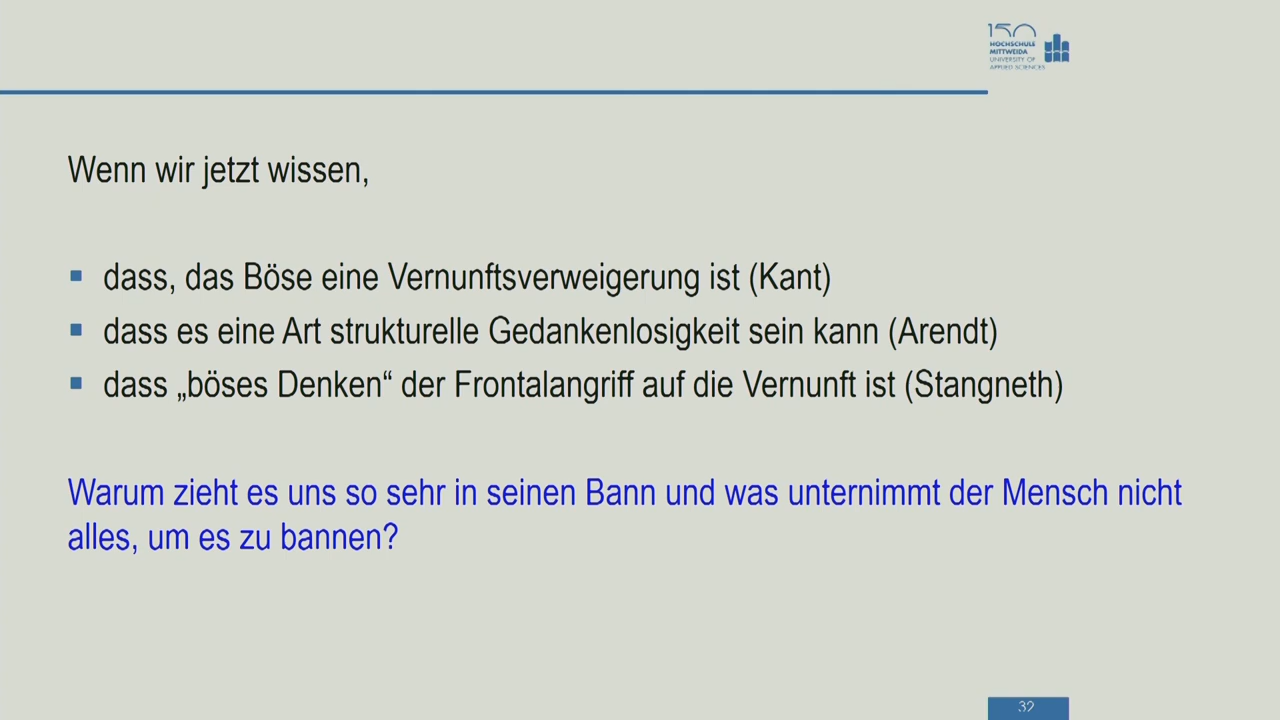 150
HOCHSCHULE
MITTWEIDA
UNIVERSITY OF
APPLIED SCIENCES
Wenn wir jetzt wissen,
▪ dass, das Böse eine Vernunftsverweigerung ist (Kant)
▪ dass es eine Art strukturelle Gedankenlosigkeit sein kann (Arendt)
▪ dass „böses Denken“ der Frontalangriff auf die Vernunft ist (Stangneth)
Warum zieht es uns so sehr in seinen Bann und was unternimmt der Mensch nicht
alles, um es zu bannen?
32